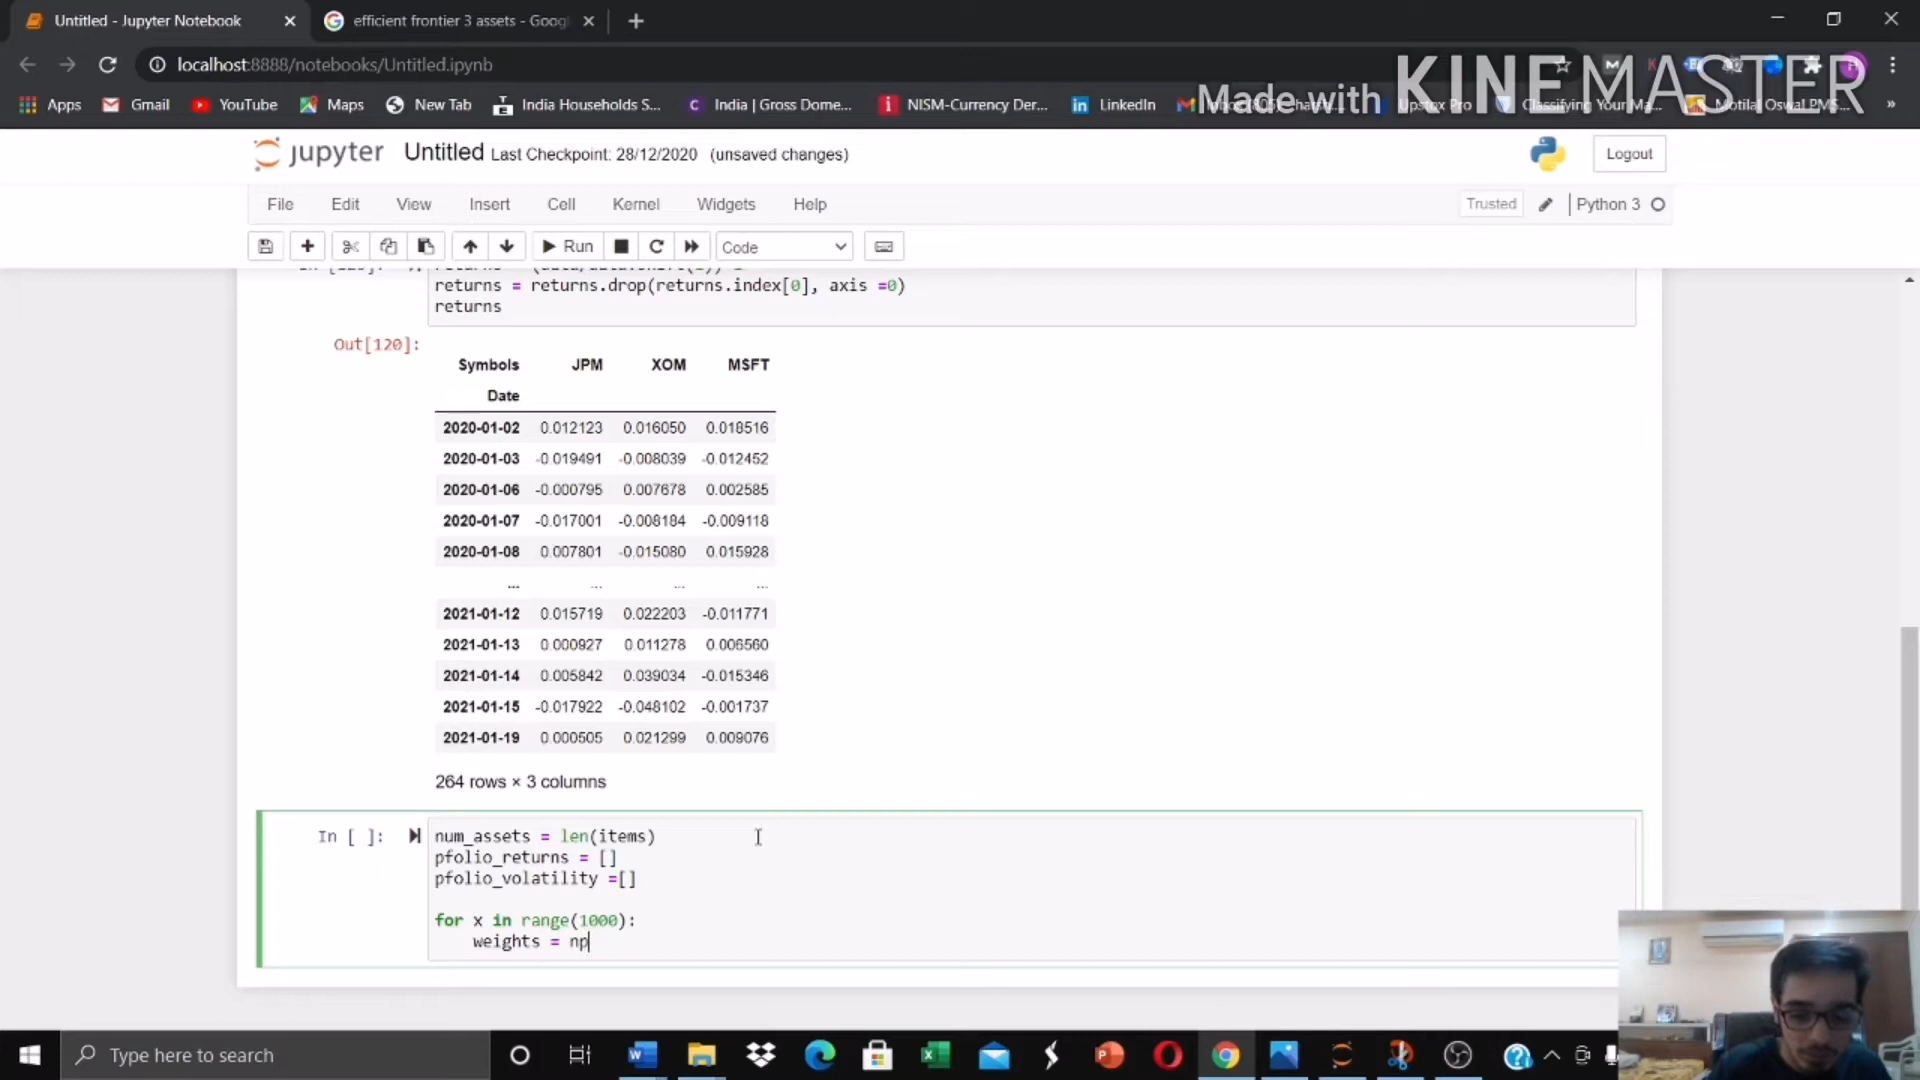 Untitled - Jupyter Notebook
efficient frontier 3 assets - Goog
localhost:8888/notebooks/Untitled.ipynb
Made with KINEMASTER
Apps Gmail YouTube Maps New Tab India Households S... India | Gross Dome... NISM-Currency Der... LinkedIn Upstox Pro Classifying Your Ma... Motilal Oswal PMS... »
jupyter Untitled Last Checkpoint: 28/12/2020 (unsaved changes)
Logout
File Edit View Insert Cell Kernel Widgets Help
Trusted Python 3
Run Code
returns = returns.drop(returns.index[0], axis =0)
returns
Out[120]:
Symbols JPM XOM MSFT
Date
2020-01-02 0.012123 0.016050 0.018516
2020-01-03 -0.019491 -0.008039 -0.012452
2020-01-06 -0.000795 0.007678 0.002585
2020-01-07 -0.017001 -0.008184 -0.009118
2020-01-08 0.007801 -0.015080 0.015928
... ... ... ...
2021-01-12 0.015719 0.022203 -0.011771
2021-01-13 0.000927 0.011278 0.006560
2021-01-14 0.005842 0.039034 -0.015346
2021-01-15 -0.017922 -0.048102 -0.001737
2021-01-19 0.000505 0.021299 0.009076
264 rows × 3 columns
In [ ]: num_assets = len(items)
pfolio_returns = []
pfolio_volatility =[]
for x in range(1000):
weights = np
Type here to search